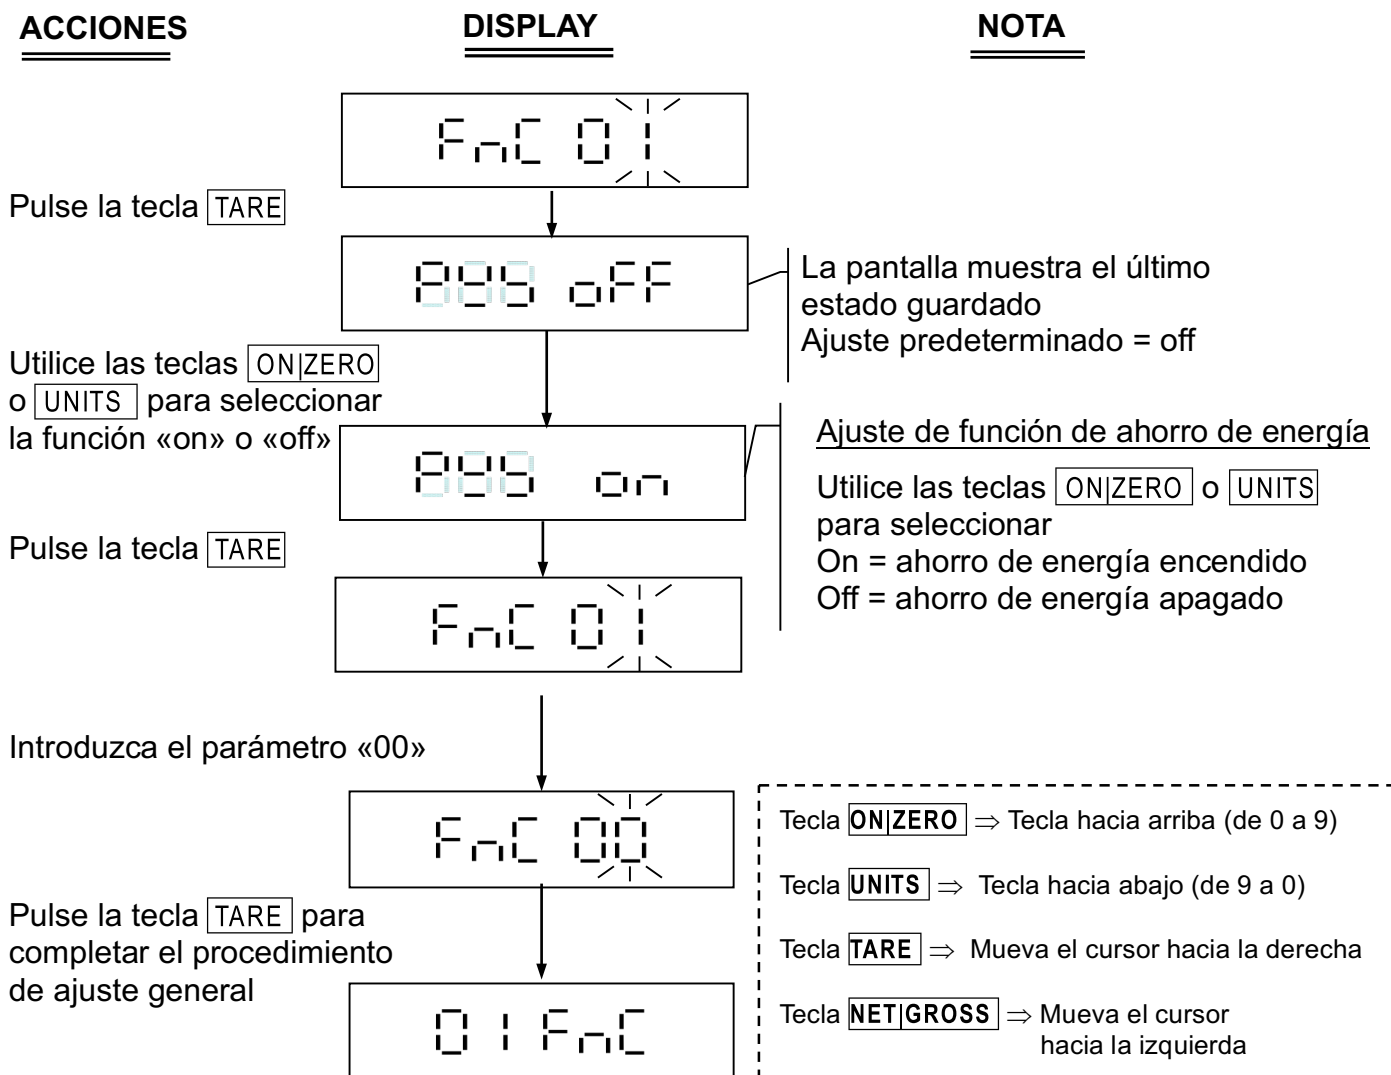 ACCIONES
DISPLAY
NOTA
FnC 01
Pulse la tecla TARE
oFF
La pantalla muestra el último
estado guardado
Ajuste predeterminado = off
Utilice las teclas ON|ZERO
o UNITS para seleccionar
la función «on» o «off»
on
Ajuste de función de ahorro de energía
Utilice las teclas ON|ZERO o UNITS
para seleccionar
On = ahorro de energía encendido
Off = ahorro de energía apagado
Pulse la tecla TARE
FnC 01
Introduzca el parámetro «00»
FnC 00
Pulse la tecla TARE para
completar el procedimiento
de ajuste general
01 FnC
Tecla ON|ZERO ⇒ Tecla hacia arriba (de 0 a 9)
Tecla UNITS ⇒ Tecla hacia abajo (de 9 a 0)
Tecla TARE ⇒ Mueva el cursor hacia la derecha
Tecla NET|GROSS ⇒ Mueva el cursor
hacia la izquierda